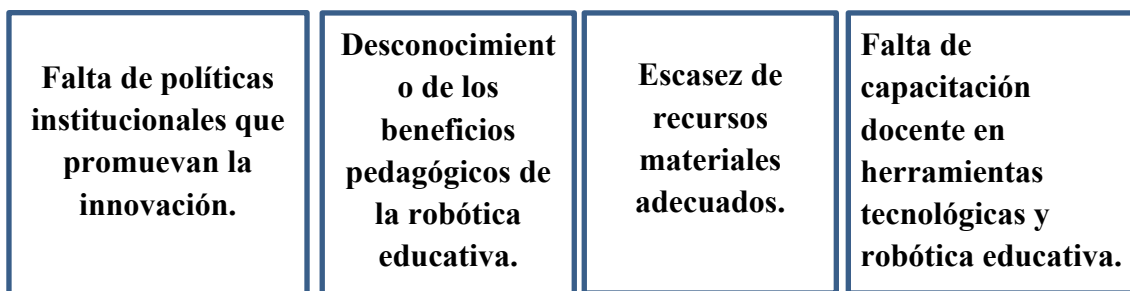 Falta de políticas
institucionales que
promuevan la
innovación.
Desconocimient
o de los
beneficios
pedagógicos de
la robótica
educativa.
Escasez de
recursos
materiales
adecuados.
Falta de
capacitación
docente en
herramientas
tecnológicas y
robótica educativa.